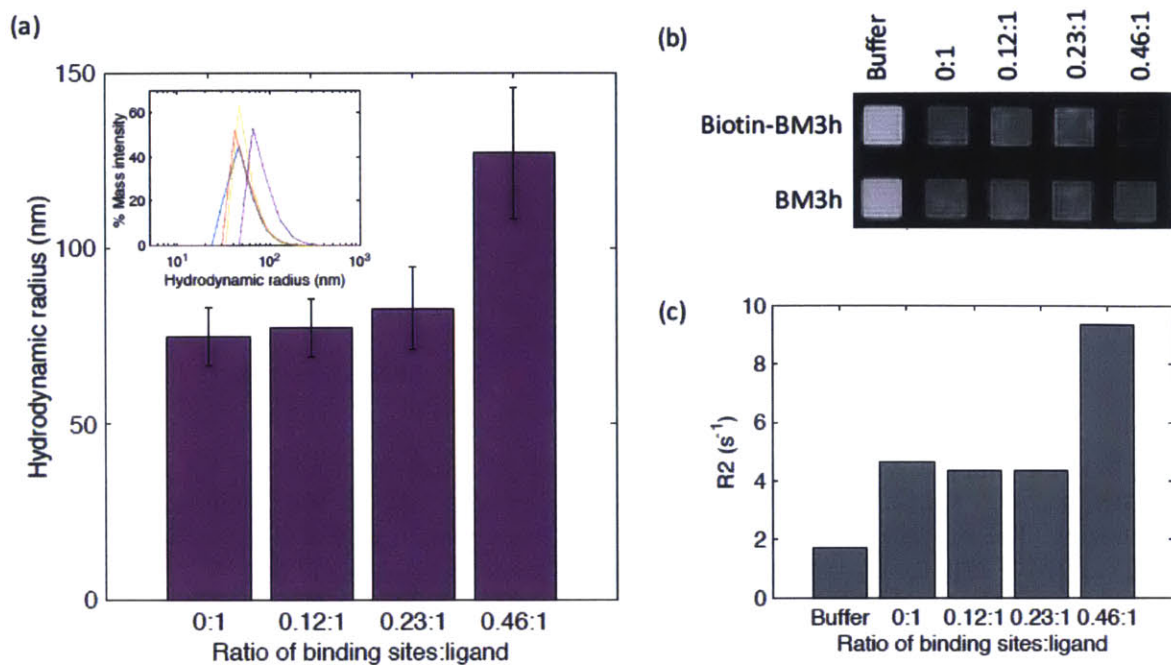 (a)
150
100
50
0
Hydrodynamic radius (nm)
60
40
20
0
% Mass intensity
10¹ 10² 10³
Hydrodynamic radius (nm)
0:1 0.12:1 0.23:1 0.46:1
Ratio of binding sites:ligand
(b)
Buffer 0:1 0.12:1 0.23:1 0.46:1
Biotin-BM3h
BM3h
(c)
10
8
6
4
2
0
R2 (s⁻¹)
Buffer 0:1 0.12:1 0.23:1 0.46:1
Ratio of binding sites:ligand